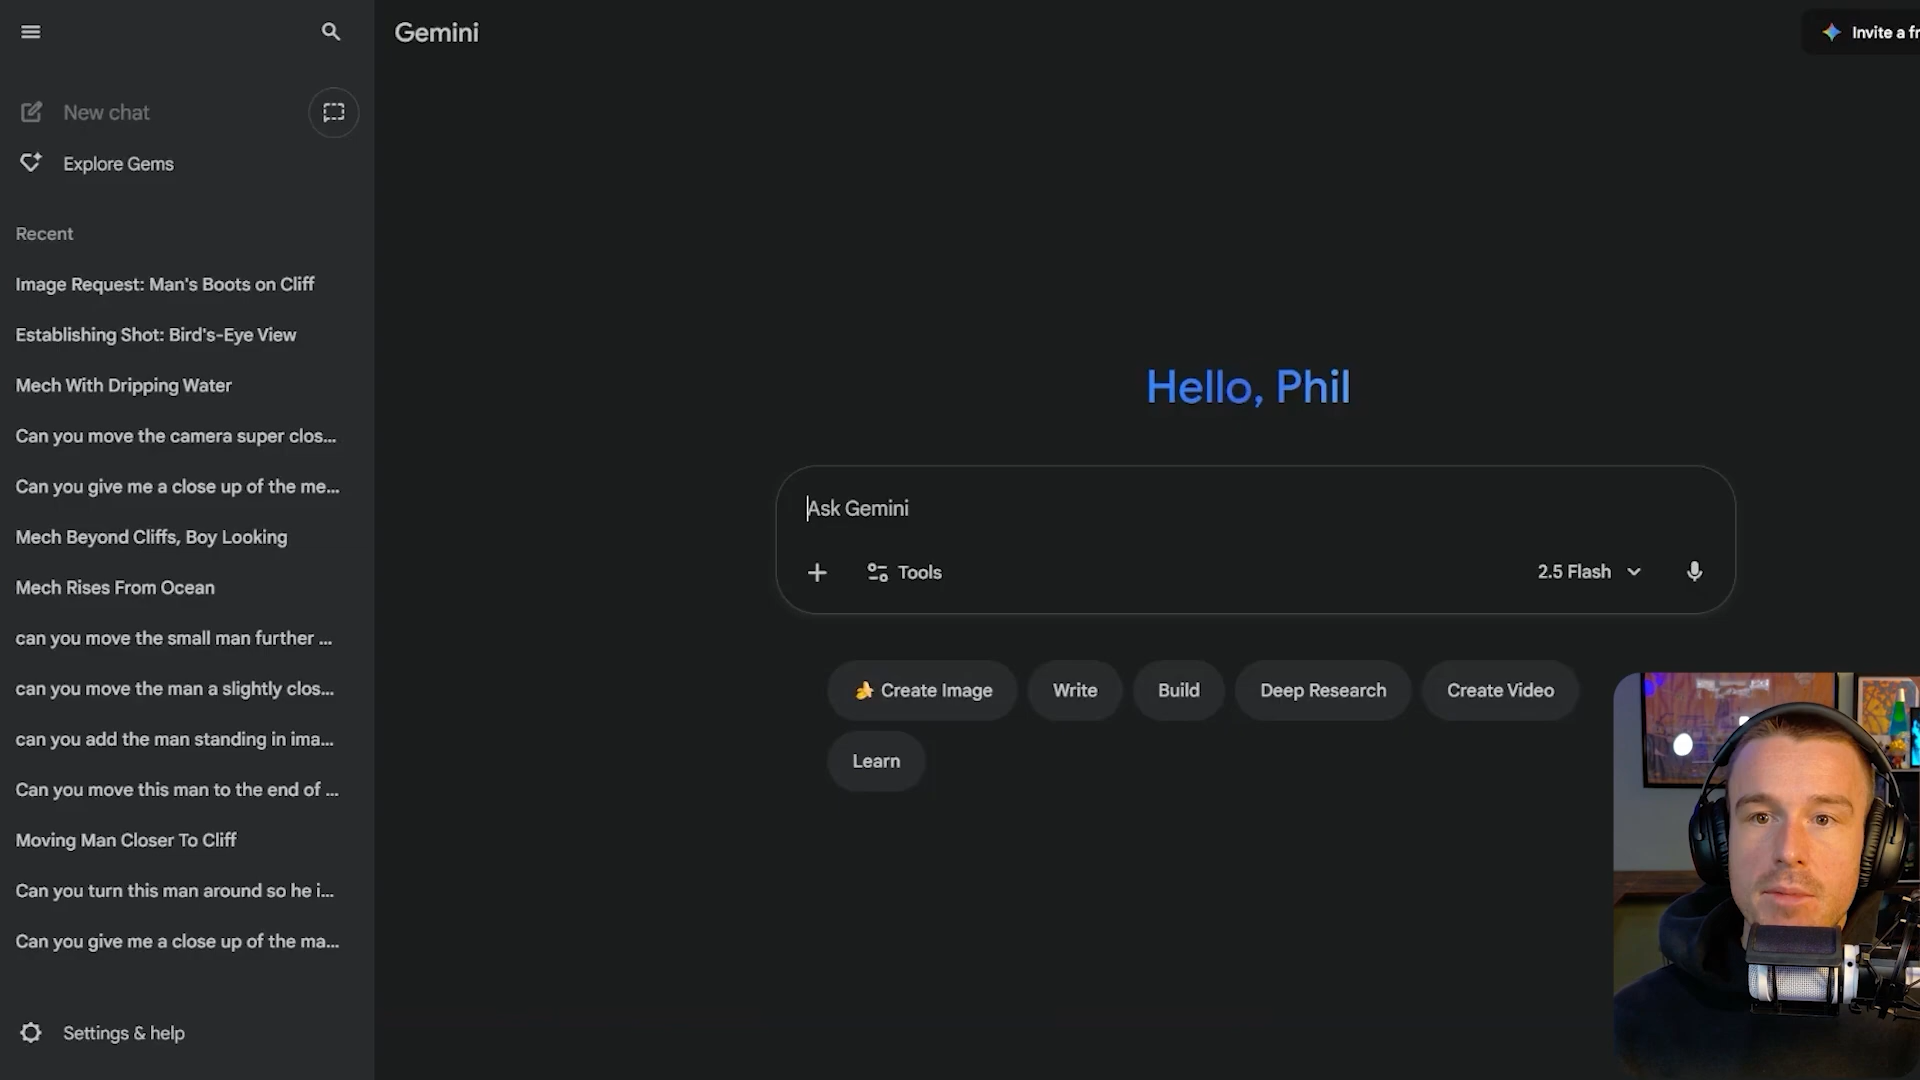 Gemini
Invite a fr
New chat
Explore Gems
Recent
Image Request: Man's Boots on Cliff
Establishing Shot: Bird's-Eye View
Mech With Dripping Water
Can you move the camera super clos...
Can you give me a close up of the me...
Mech Beyond Cliffs, Boy Looking
Mech Rises From Ocean
can you move the small man further ...
can you move the man a slightly clos...
can you add the man standing in ima...
Can you move this man to the end of ...
Moving Man Closer To Cliff
Can you turn this man around so he i...
Can you give me a close up of the ma...
Settings & help
Hello, Phil
Ask Gemini
Tools
2.5 Flash
Create Image
Write
Build
Deep Research
Create Video
Learn